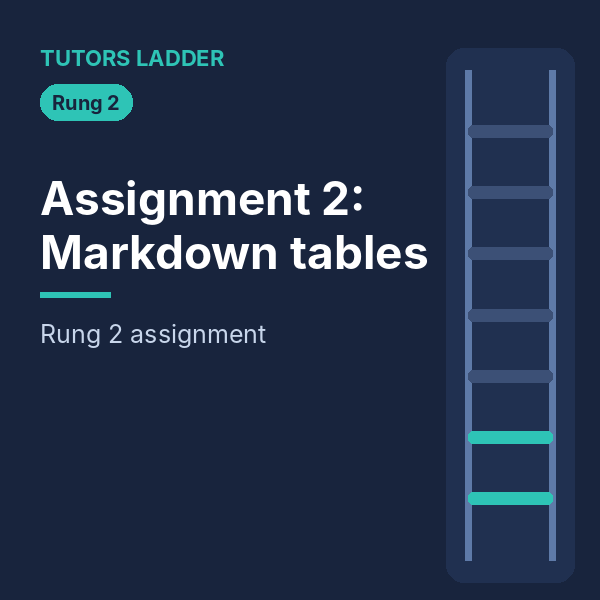 TUTORS LADDER
Rung 2
Assignment 2:
Markdown tables
Rung 2 assignment